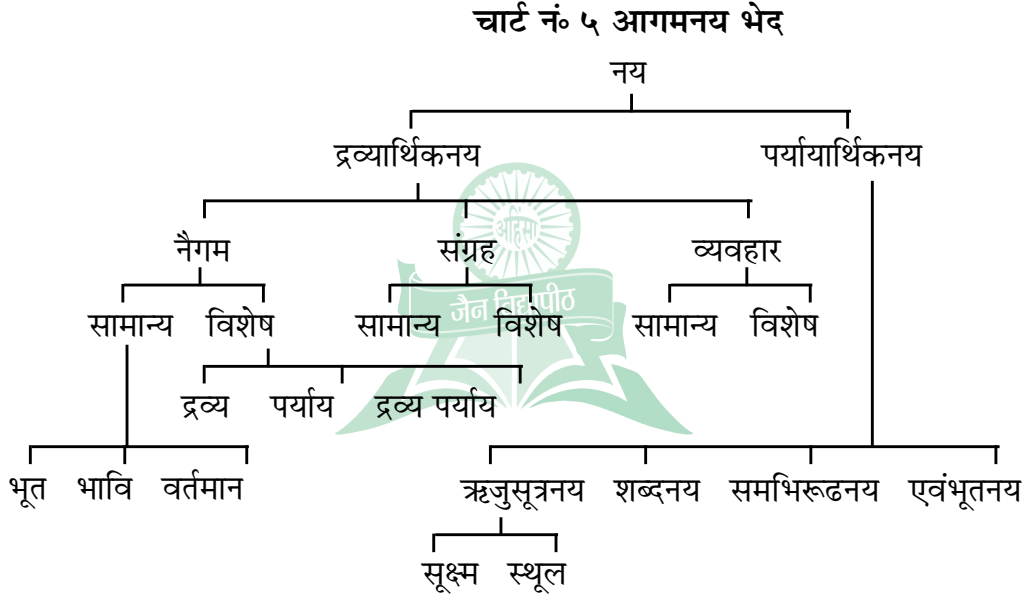 चार्ट नं॰ ५ आगमनय भेद
नय
द्रव्यार्थिकनय पर्यायार्थिकनय
अहिंसा
नैगम संग्रह व्यवहार
जैन विद्यापीठ
सामान्य विशेष सामान्य विशेष सामान्य विशेष
द्रव्य पर्याय द्रव्य पर्याय
भूत भावि वर्तमान ऋजुसूत्रनय शब्दनय समभिरूढनय एवंभूतनय
सूक्ष्म स्थूल